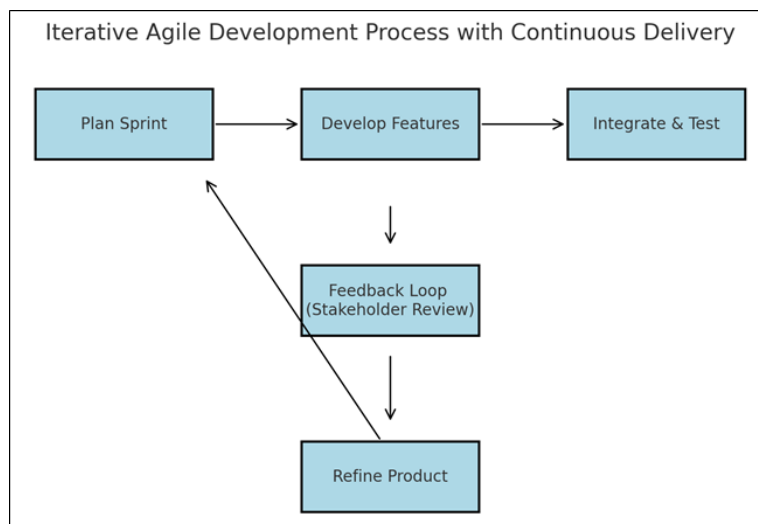 Iterative Agile Development Process with Continuous Delivery
Plan Sprint
Develop Features
Integrate & Test
Feedback Loop
(Stakeholder Review)
Refine Product